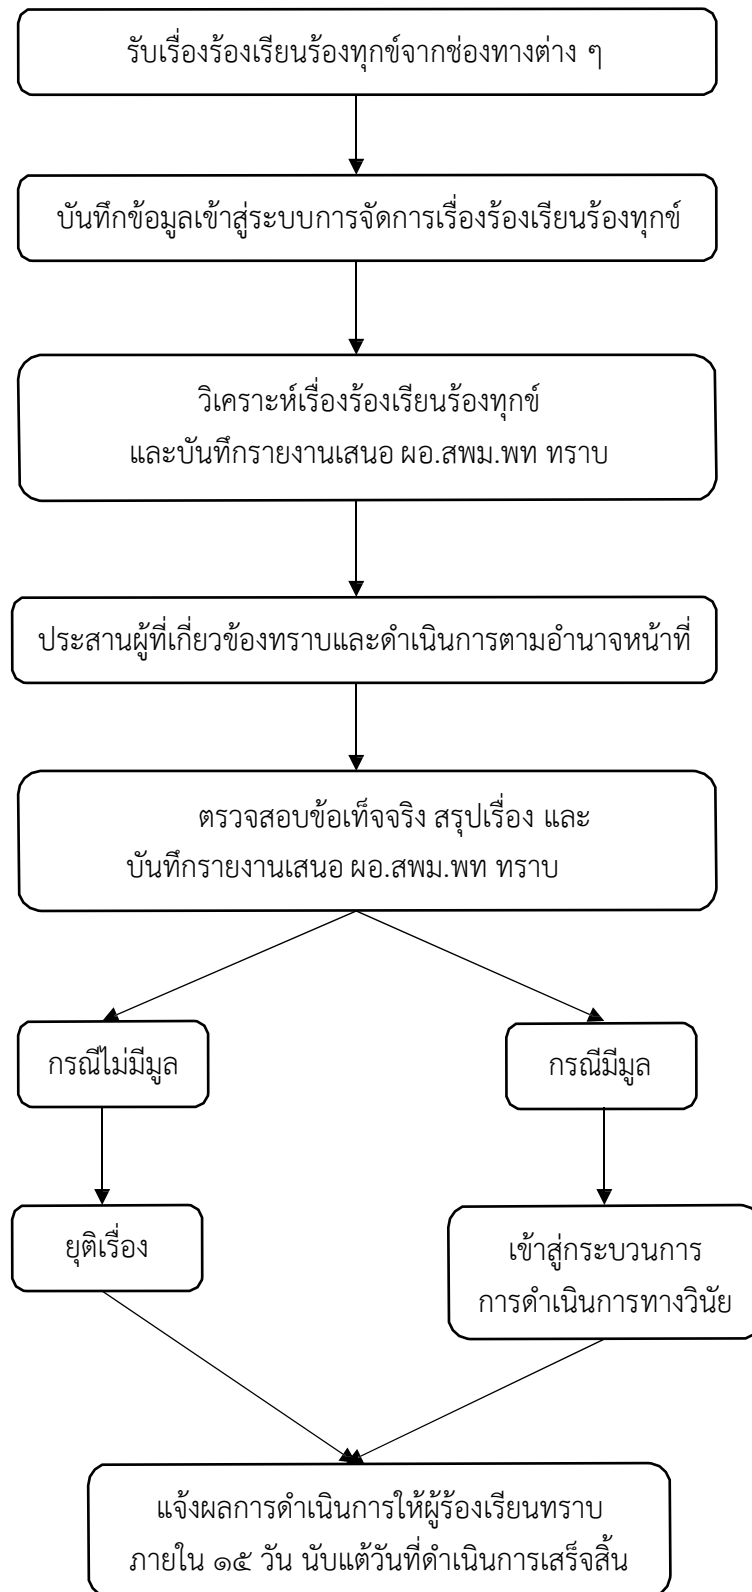 รับเรื่องร้องเรียนร้องทุกข์จากช่องทางต่าง ๆ
บันทึกข้อมูลเข้าสู่ระบบการจัดการเรื่องร้องเรียนร้องทุกข์
วิเคราะห์เรื่องร้องเรียนร้องทุกข์
และบันทึกรายงานเสนอ ผอ.สพม.พท ทราบ
ประสานผู้ที่เกี่ยวข้องทราบและดำเนินการตามอำนาจหน้าที่
ตรวจสอบข้อเท็จจริง สรุปเรื่อง และ
บันทึกรายงานเสนอ ผอ.สพม.พท ทราบ
กรณีไม่มีมูล
กรณีมีมูล
ยุติเรื่อง
เข้าสู่กระบวนการ
การดำเนินการทางวินัย
แจ้งผลการดำเนินการให้ผู้ร้องเรียนทราบ
ภายใน ๑๕ วัน นับแต่วันที่ดำเนินการเสร็จสิ้น